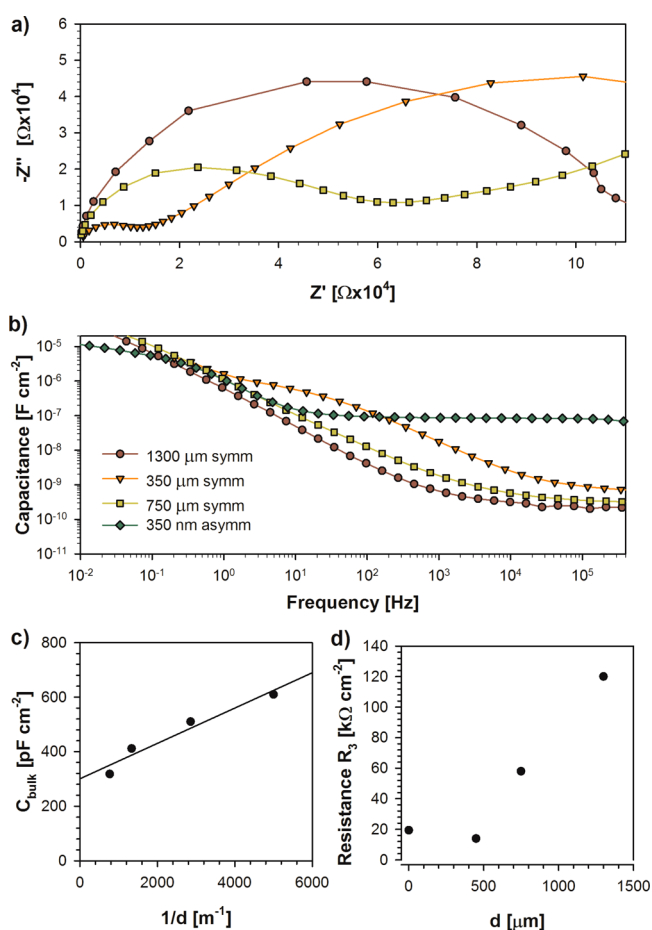 a)
6
5
4
3
2
1
0
-Z'' [Ωx10⁴]
0 2 4 6 8 10
Z' [Ωx10⁴]
b)
10⁻⁵
10⁻⁶
10⁻⁷
10⁻⁸
10⁻⁹
10⁻¹⁰
10⁻¹¹
Capacitance [F cm⁻²]
1300 μm symm
350 μm symm
750 μm symm
350 nm asymm
10⁻² 10⁻¹ 10⁰ 10¹ 10² 10³ 10⁴ 10⁵
Frequency [Hz]
c)
800
600
400
200
0
C_bulk [pF cm⁻²]
0 2000 4000 6000
1/d [m⁻¹]
d)
140
120
100
80
60
40
20
0
Resistance R₃ [kΩ cm⁻²]
0 500 1000 1500
d [μm]